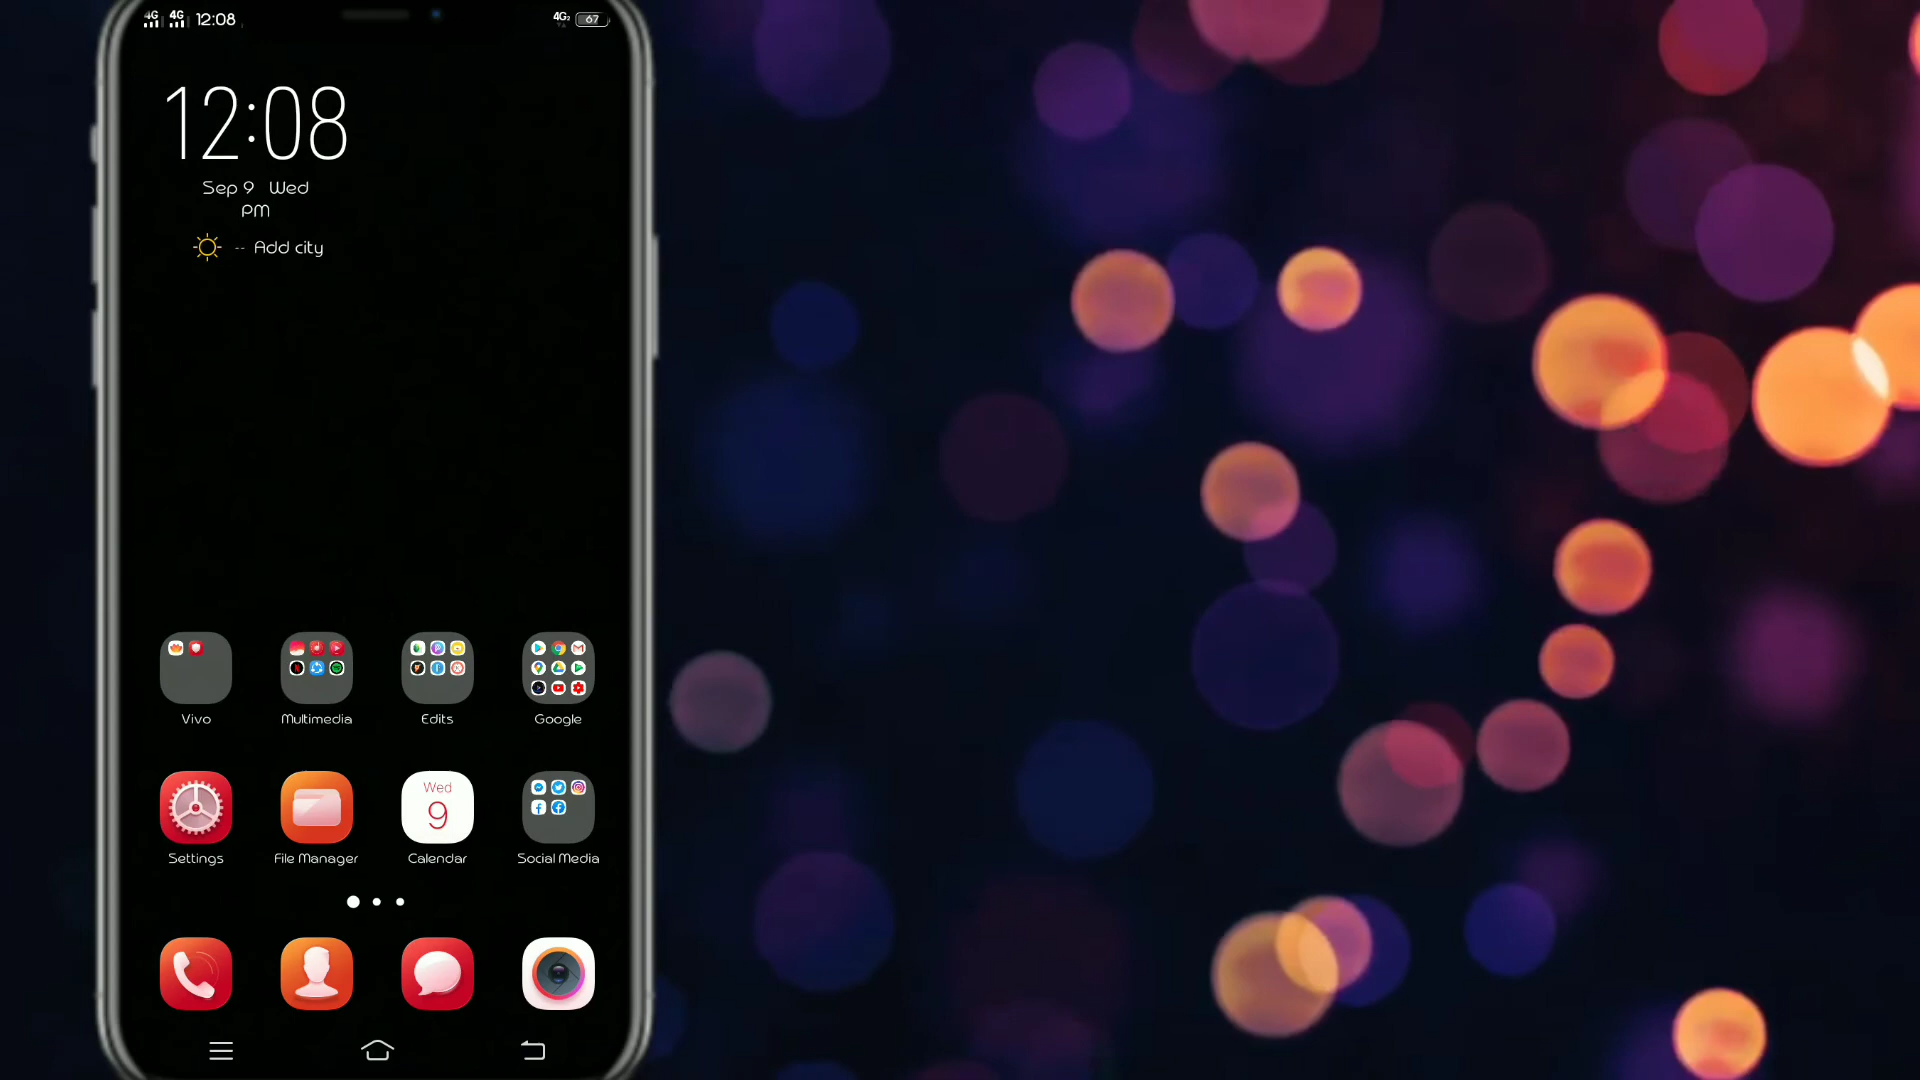 4G 4G 12:08 4G² 67
12:08
Sep 9 Wed
PM
-- Add city
Vivo Multimedia Edits Google
Wed
9
Settings File Manager Calendar Social Media